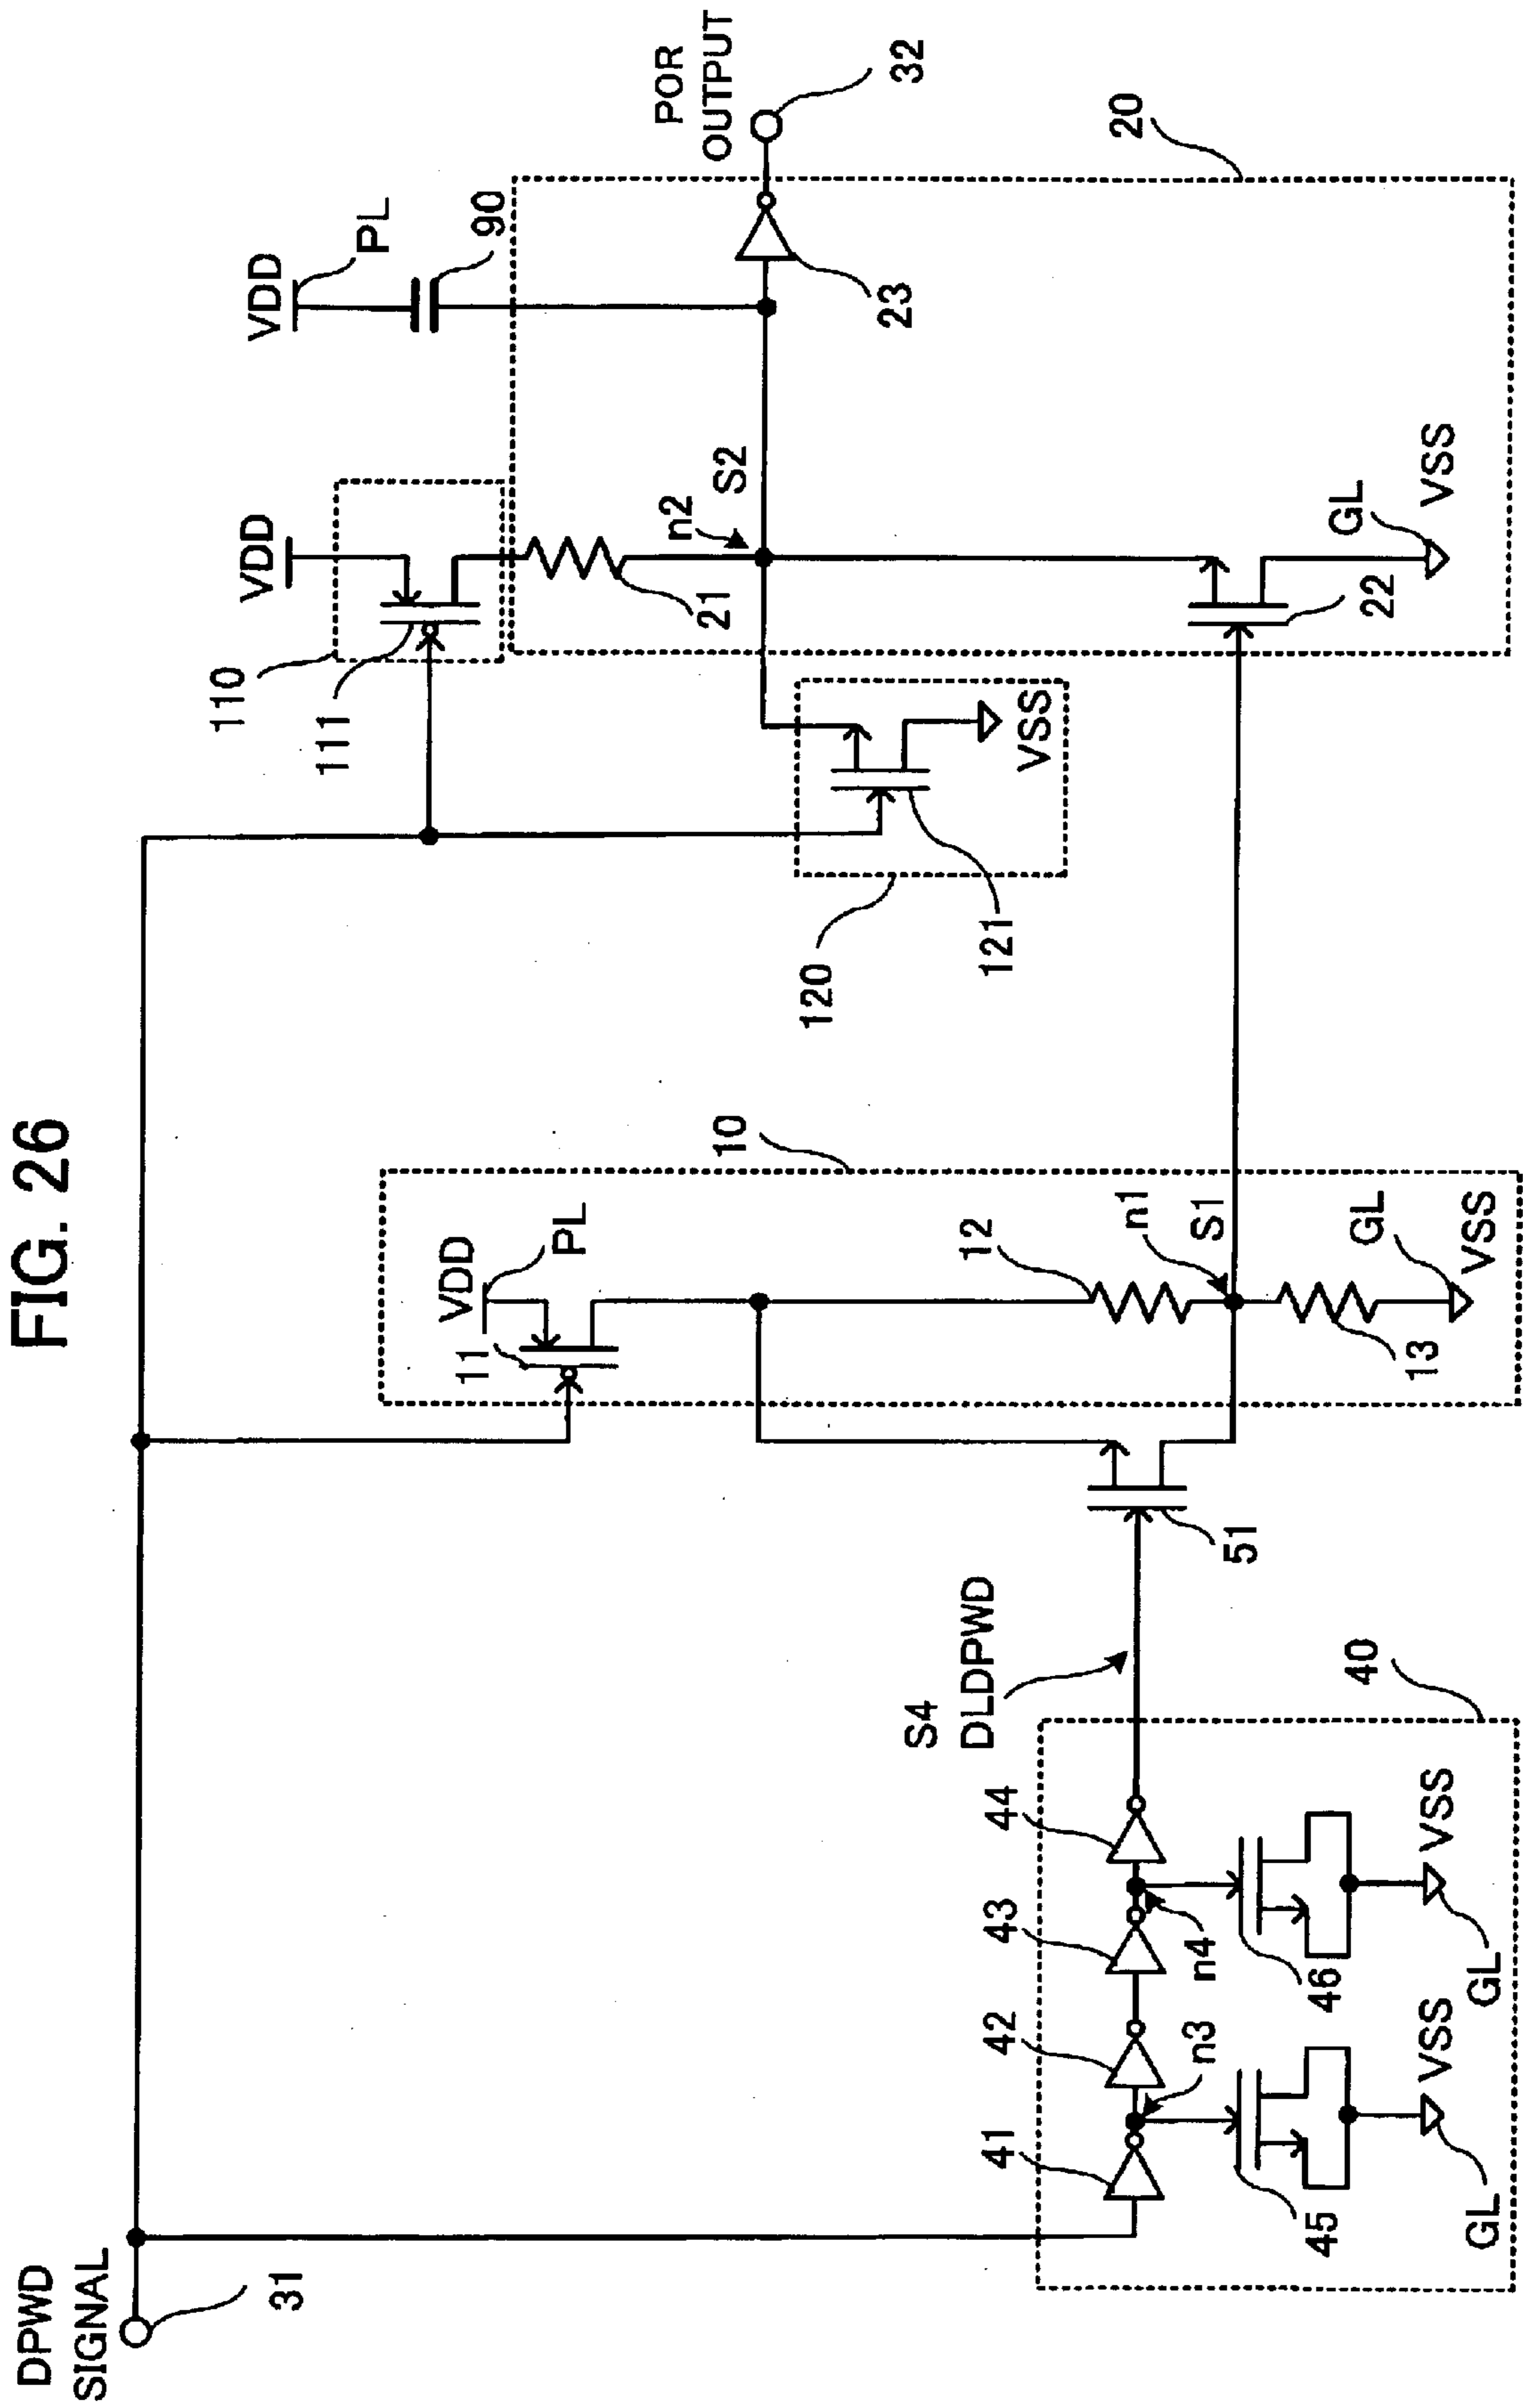 FIG. 26
DPWD
SIGNAL
31
VDD
PL
11
10
12
n1
S1
13
GL
VSS
51
S4
DLDPWD
40
41
42
43
44
n3
n4
45
46
GL
VSS
GL
VSS
110
111
VDD
21
n2
S2
120
121
VSS
22
GL
VSS
VDD
PL
90
23
20
POR
OUTPUT
32